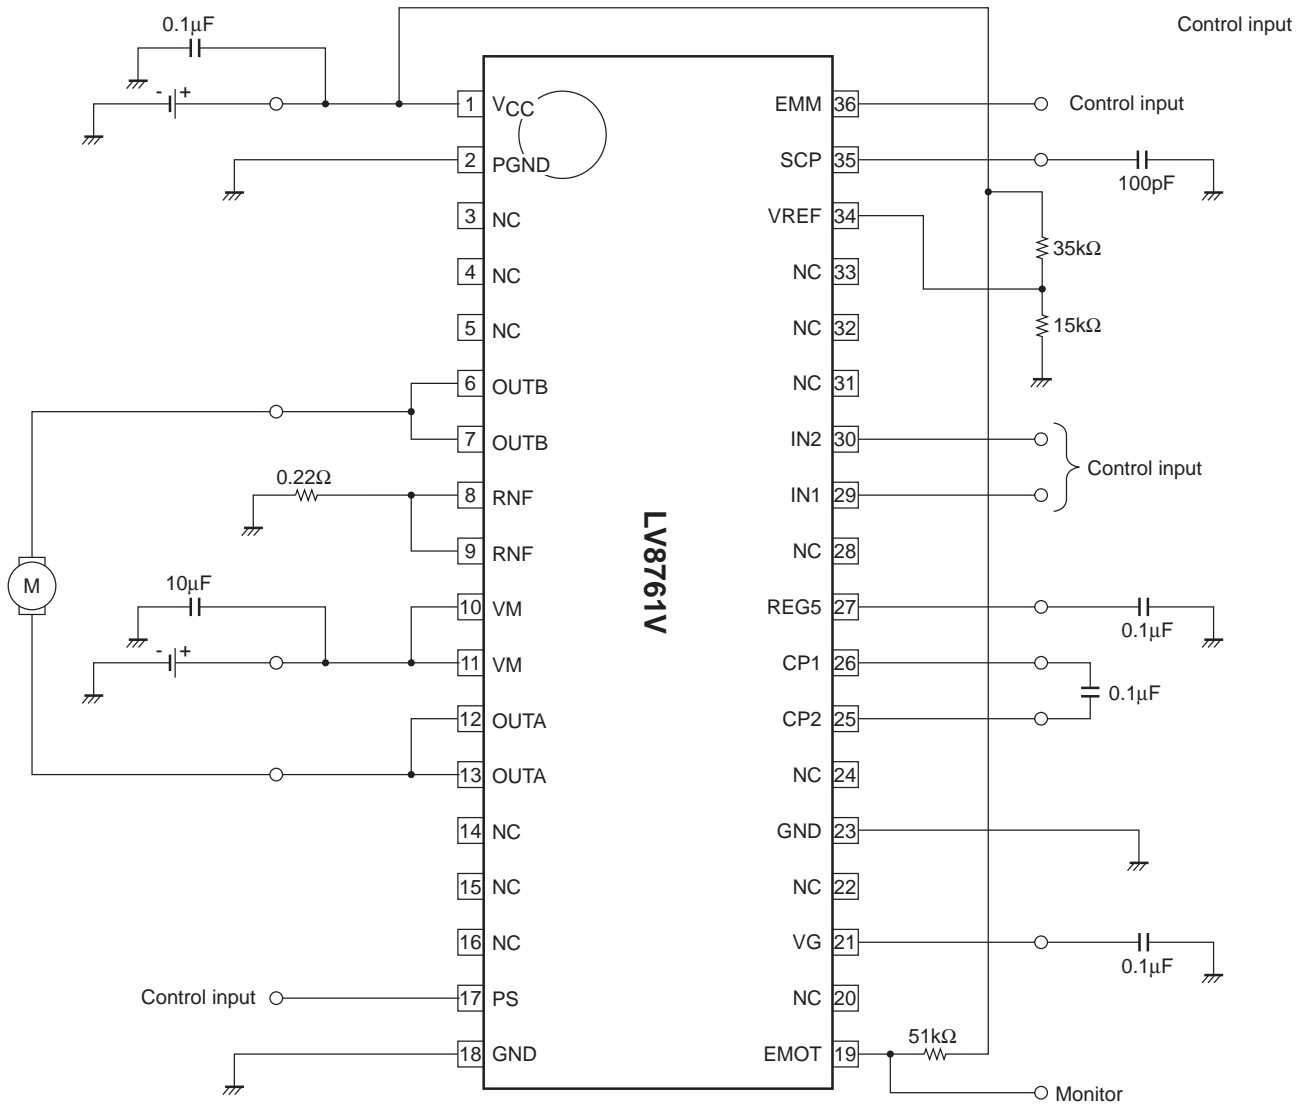 Control input
0.1μF
- +
1 VCC
2 PGND
3 NC
4 NC
5 NC
6 OUTB
7 OUTB
0.22Ω
8 RNF
9 RNF
M
10μF
10 VM
- +
11 VM
12 OUTA
13 OUTA
14 NC
15 NC
16 NC
Control input
17 PS
18 GND
LV8761V
EMM 36
Control input
SCP 35
100pF
VREF 34
35kΩ
NC 33
15kΩ
NC 32
NC 31
IN2 30
Control input
IN1 29
NC 28
REG5 27
0.1μF
CP1 26
0.1μF
CP2 25
NC 24
GND 23
NC 22
VG 21
0.1μF
NC 20
51kΩ
EMOT 19
Monitor